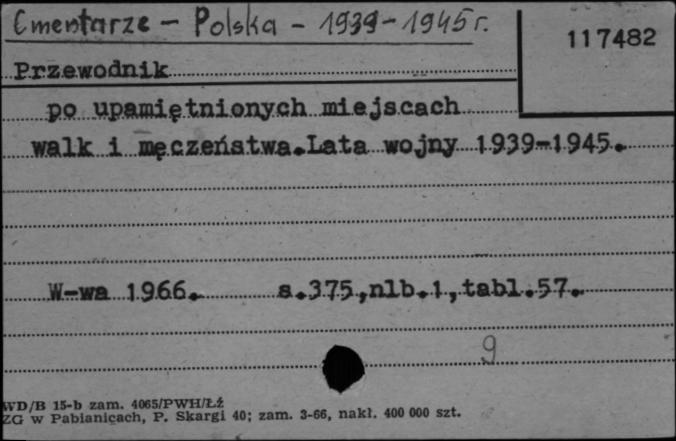 Cmentarze - Polska - 1939-1945 r.
117482
Przewodnik
po upamiętnionych miejscach
walk i męczeństwa.Lata wojny 1939-1945.
W-wa 1966. s.375,nlb.1,tabl.57.
9
WD/B 15-b zam. 4065/PWH/Łż
ZG w Pabianicach, P. Skargi 40; zam. 3-66, nakł. 400 000 szt.